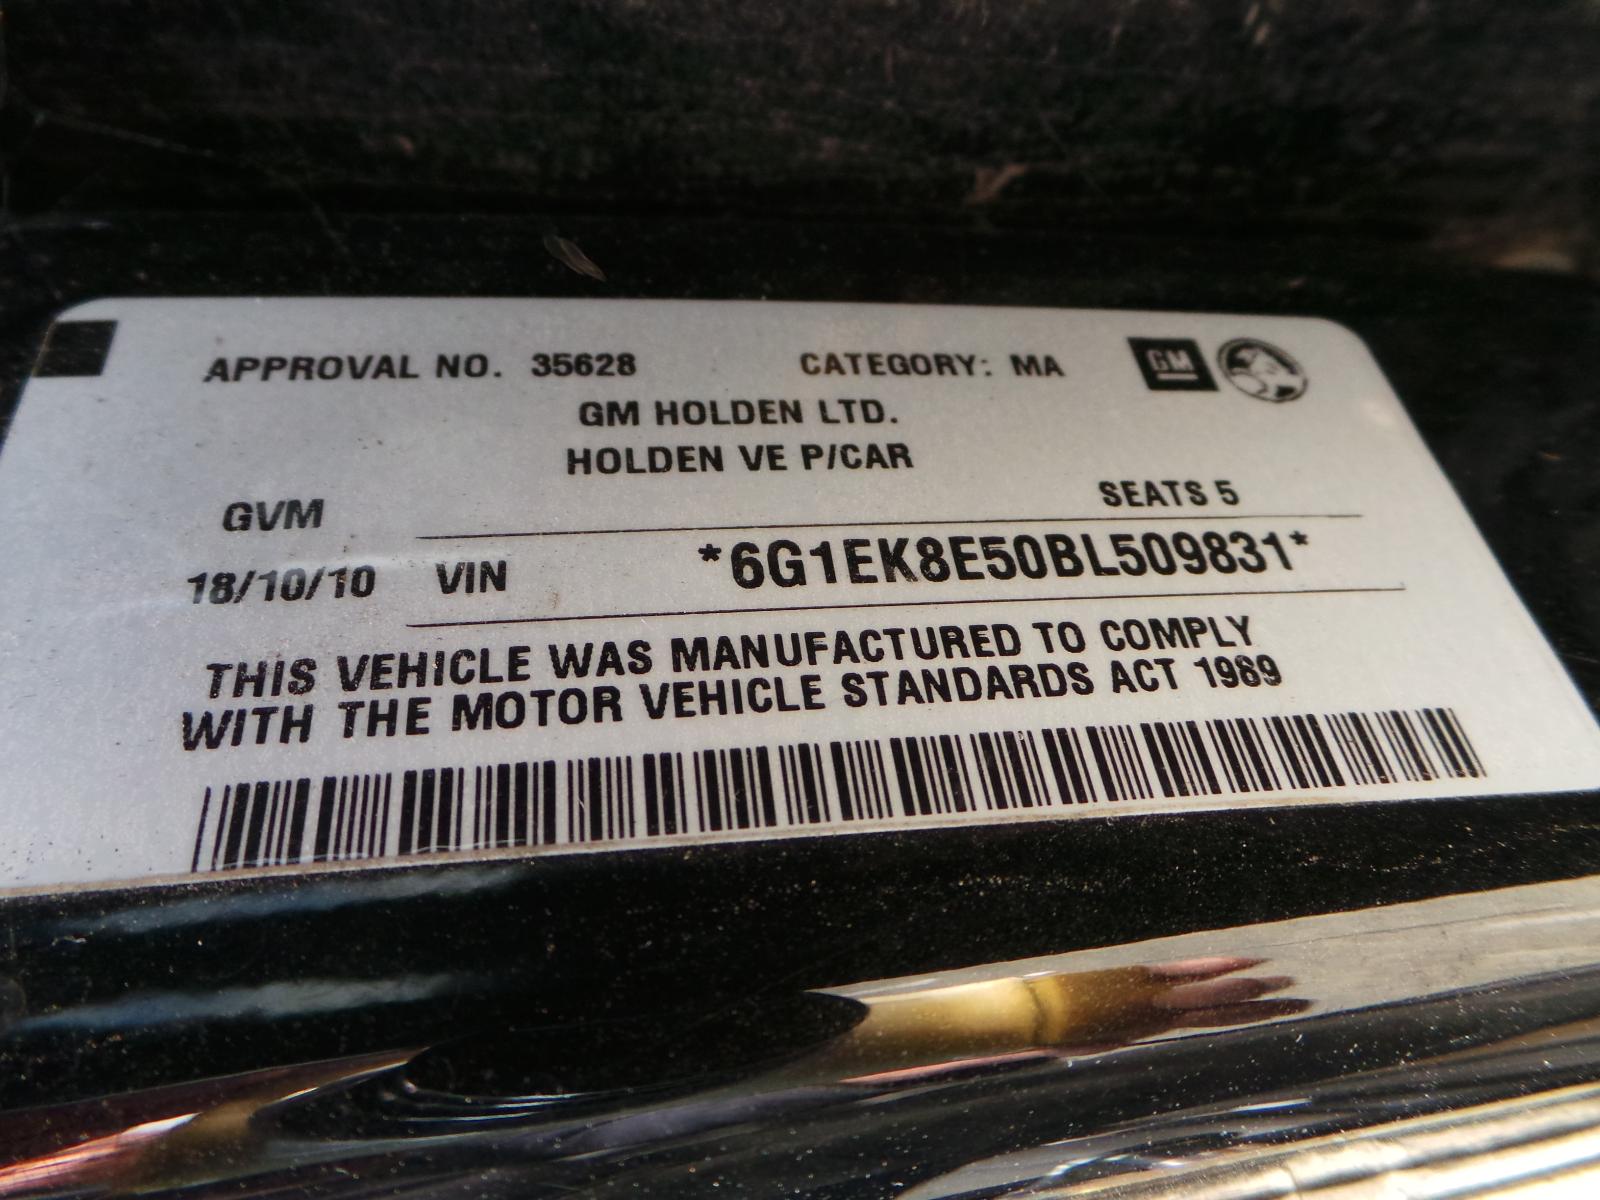 APPROVAL NO. 35628 CATEGORY: MA GM
GM HOLDEN LTD.
HOLDEN VE P/CAR
GVM SEATS 5
18/10/10 VIN *6G1EK8E50BL509831*
THIS VEHICLE WAS MANUFACTURED TO COMPLY
WITH THE MOTOR VEHICLE STANDARDS ACT 1989